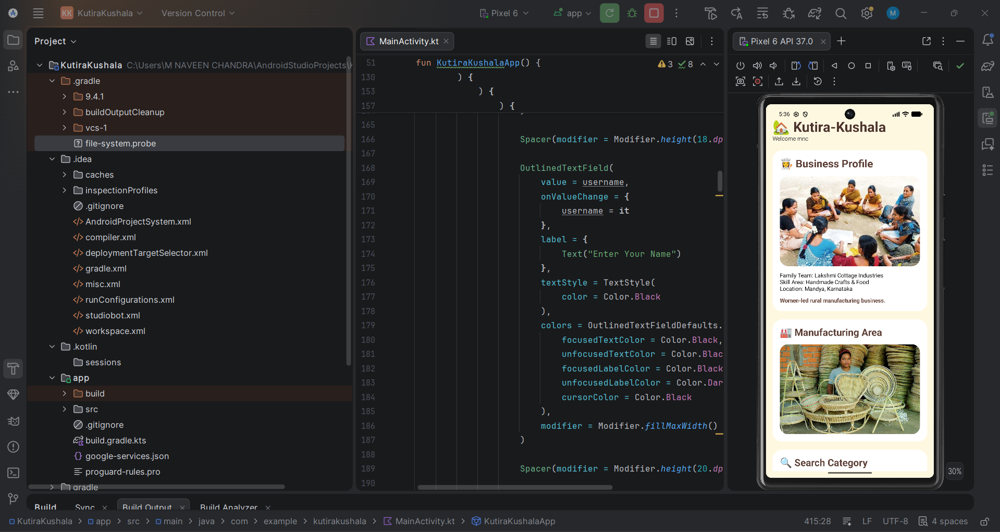 KK KutiraKushala Version Control Pixel 6 app M
Project
KutiraKushala C:\Users\M NAVEEN CHANDRA\AndroidStudioProjects\
.gradle
9.4.1
buildOutputCleanup
vcs-1
file-system.probe
.idea
caches
inspectionProfiles
.gitignore
AndroidProjectSystem.xml
compiler.xml
deploymentTargetSelector.xml
gradle.xml
misc.xml
runConfigurations.xml
studiobot.xml
workspace.xml
.kotlin
sessions
app
build
src
.gitignore
build.gradle.kts
google-services.json
proguard-rules.pro
gradle
MainActivity.kt
3 8
51 fun KutiraKushalaApp() {
130 ) {
153 ) {
157 ) {
165
166 Spacer(modifier = Modifier.height(18.dp
167
168 OutlinedTextField(
169 value = username,
170 onValueChange = {
171 username = it
172 },
173 label = {
174 Text("Enter Your Name")
175 },
176 textStyle = TextStyle(
177 color = Color.Black
178 ),
179 colors = OutlinedTextFieldDefaults.
180 focusedTextColor = Color.Black,
181 unfocusedTextColor = Color.Blac
182 focusedLabelColor = Color.Black
183 unfocusedLabelColor = Color.Dar
184 cursorColor = Color.Black
185 ),
186 modifier = Modifier.fillMaxWidth()
187 )
188
189 Spacer(modifier = Modifier.height(20.dp
190
Pixel 6 API 37.0
5:36
🏡 Kutira-Kushala
Welcome mnc
👩‍🍳 Business Profile
Family Team: Lakshmi Cottage Industries
Skill Area: Handmade Crafts & Food
Location: Mandya, Karnataka
Women-led rural manufacturing business.
🏭 Manufacturing Area
🔍 Search Category
30%
Build Sync Build Output Build Analyzer
KutiraKushala > app > src > main > java > com > example > kutirakushala > MainActivity.kt > KutiraKushalaApp 415:28 LF UTF-8 4 spaces